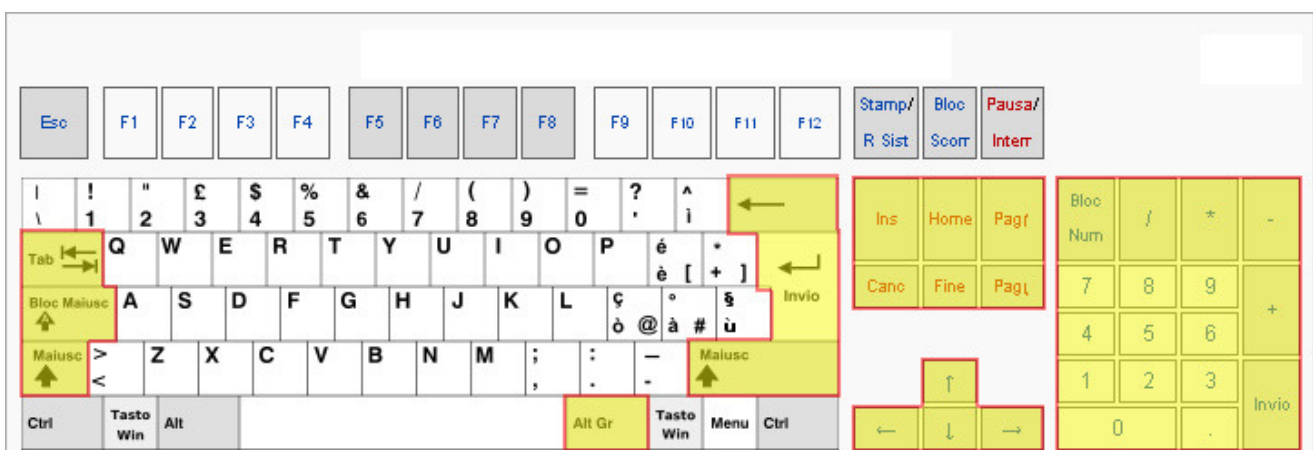 Esc F1 F2 F3 F4 F5 F6 F7 F8 F9 F10 F11 F12 Stamp/ Bloc Pausa/
R Sist Scorr Interr
| ! " £ $ % & / ( ) = ? ^ ←
\ 1 2 3 4 5 6 7 8 9 0 ' ì
Ins Home Pag↑ Bloc Num / * -
Tab Q W E R T Y U I O P é *
è [ + ] ↵ Invio
Canc Fine Pag↓ 7 8 9 +
Bloc Maiusc A S D F G H J K L ç ° §
ò @ à # ù
4 5 6
Maiusc > Z X C V B N M ; : — Maiusc
< , . -
↑ 1 2 3 Invio
Ctrl Tasto Win Alt Alt Gr Tasto Win Menu Ctrl ← ↓ → 0 .